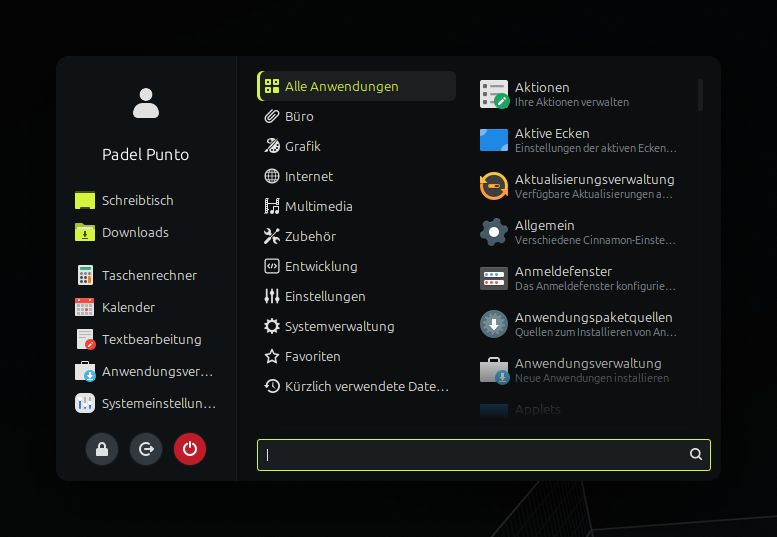 Padel Punto
Schreibtisch
Downloads
Taschenrechner
Kalender
Textbearbeitung
Anwendungsver...
Systemeinstellun...
Alle Anwendungen
Büro
Grafik
Internet
Multimedia
Zubehör
Entwicklung
Einstellungen
Systemverwaltung
Favoriten
Kürzlich verwendete Date...
Aktionen
Ihre Aktionen verwalten
Aktive Ecken
Einstellungen der aktiven Ecken...
Aktualisierungsverwaltung
Verfügbare Aktualisierungen a...
Allgemein
Verschiedene Cinnamon-Einste...
Anmeldefenster
Das Anmeldefenster konfigurie...
Anwendungspaketquellen
Quellen zum Installieren von An...
Anwendungsverwaltung
Neue Anwendungen installieren
Applets